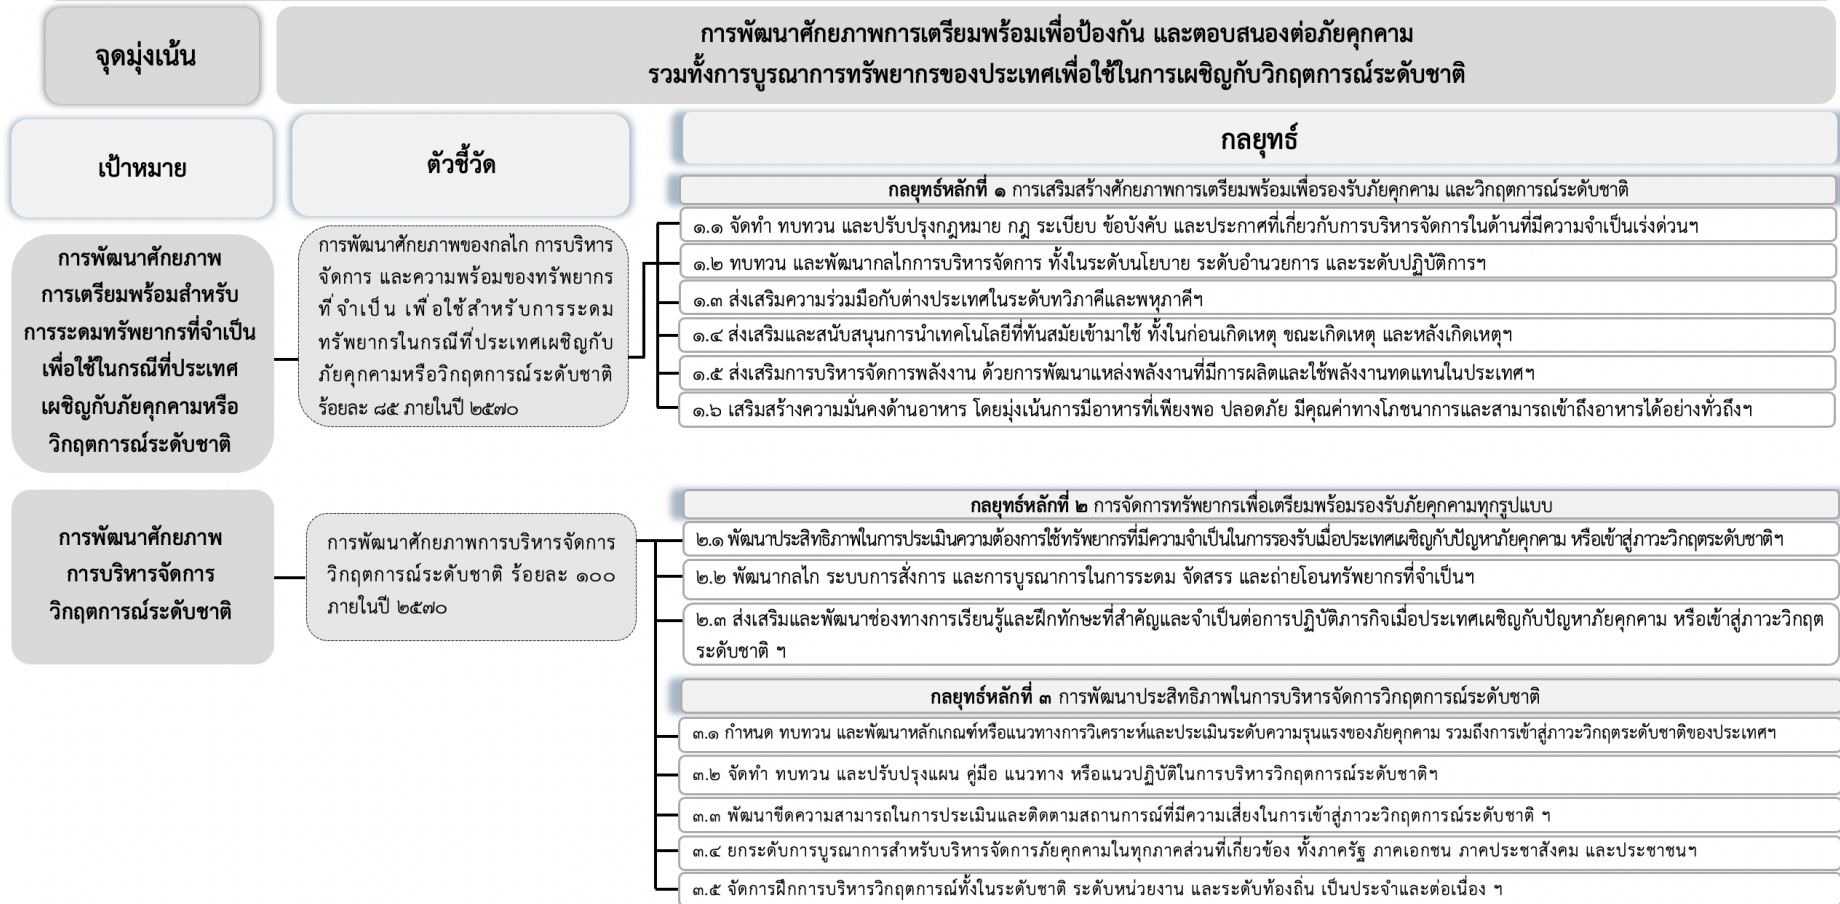 จุดมุ่งเน้น
การพัฒนาศักยภาพการเตรียมพร้อมเพื่อป้องกัน และตอบสนองต่อภัยคุกคาม
รวมทั้งการบูรณาการทรัพยากรของประเทศเพื่อใช้ในการเผชิญกับวิกฤตการณ์ระดับชาติ
เป้าหมาย
ตัวชี้วัด
กลยุทธ์
การพัฒนาศักยภาพ
การเตรียมพร้อมสำหรับ
การระดมทรัพยากรที่จำเป็น
เพื่อใช้ในกรณีที่ประเทศ
เผชิญกับภัยคุกคามหรือ
วิกฤตการณ์ระดับชาติ
การพัฒนาศักยภาพของกลไก การบริหาร
จัดการ และความพร้อมของทรัพยากร
ที่จำเป็น เพื่อใช้สำหรับการระดม
ทรัพยากรในกรณีที่ประเทศเผชิญกับ
ภัยคุกคามหรือวิกฤตการณ์ระดับชาติ
ร้อยละ ๘๕ ภายในปี ๒๕๗๐
กลยุทธ์หลักที่ ๑ การเสริมสร้างศักยภาพการเตรียมพร้อมเพื่อรองรับภัยคุกคาม และวิกฤตการณ์ระดับชาติ
๑.๑ จัดทำ ทบทวน และปรับปรุงกฎหมาย กฎ ระเบียบ ข้อบังคับ และประกาศที่เกี่ยวกับการบริหารจัดการในด้านที่มีความจำเป็นเร่งด่วนฯ
๑.๒ ทบทวน และพัฒนากลไกการบริหารจัดการ ทั้งในระดับนโยบาย ระดับอำนวยการ และระดับปฏิบัติการฯ
๑.๓ ส่งเสริมความร่วมมือกับต่างประเทศในระดับทวิภาคีและพหุภาคีฯ
๑.๔ ส่งเสริมและสนับสนุนการนำเทคโนโลยีที่ทันสมัยเข้ามาใช้ ทั้งในก่อนเกิดเหตุ ขณะเกิดเหตุ และหลังเกิดเหตุฯ
๑.๕ ส่งเสริมการบริหารจัดการพลังงาน ด้วยการพัฒนาแหล่งพลังงานที่มีการผลิตและใช้พลังงานทดแทนในประเทศฯ
๑.๖ เสริมสร้างความมั่นคงด้านอาหาร โดยมุ่งเน้นการมีอาหารที่เพียงพอ ปลอดภัย มีคุณค่าทางโภชนาการและสามารถเข้าถึงอาหารได้อย่างทั่วถึงฯ
การพัฒนาศักยภาพ
การบริหารจัดการ
วิกฤตการณ์ระดับชาติ
การพัฒนาศักยภาพการบริหารจัดการ
วิกฤตการณ์ระดับชาติ ร้อยละ ๑๐๐
ภายในปี ๒๕๗๐
กลยุทธ์หลักที่ ๒ การจัดการทรัพยากรเพื่อเตรียมพร้อมรองรับภัยคุกคามทุกรูปแบบ
๒.๑ พัฒนาประสิทธิภาพในการประเมินความต้องการใช้ทรัพยากรที่มีความจำเป็นในการรองรับเมื่อประเทศเผชิญกับปัญหาภัยคุกคาม หรือเข้าสู่ภาวะวิกฤตระดับชาติฯ
๒.๒ พัฒนากลไก ระบบการสั่งการ และการบูรณาการในการระดม จัดสรร และถ่ายโอนทรัพยากรที่จำเป็นฯ
๒.๓ ส่งเสริมและพัฒนาช่องทางการเรียนรู้และฝึกทักษะที่สำคัญและจำเป็นต่อการปฏิบัติภารกิจเมื่อประเทศเผชิญกับปัญหาภัยคุกคาม หรือเข้าสู่ภาวะวิกฤต
ระดับชาติ ฯ
กลยุทธ์หลักที่ ๓ การพัฒนาประสิทธิภาพในการบริหารจัดการวิกฤตการณ์ระดับชาติ
๓.๑ กำหนด ทบทวน และพัฒนาหลักเกณฑ์หรือแนวทางการวิเคราะห์และประเมินระดับความรุนแรงของภัยคุกคาม รวมถึงการเข้าสู่ภาวะวิกฤตระดับชาติของประเทศฯ
๓.๒ จัดทำ ทบทวน และปรับปรุงแผน คู่มือ แนวทาง หรือแนวปฏิบัติในการบริหารวิกฤตการณ์ระดับชาติฯ
๓.๓ พัฒนาขีดความสามารถในการประเมินและติดตามสถานการณ์ที่มีความเสี่ยงในการเข้าสู่ภาวะวิกฤตการณ์ระดับชาติ ฯ
๓.๔ ยกระดับการบูรณาการสำหรับบริหารจัดการภัยคุกคามในทุกภาคส่วนที่เกี่ยวข้อง ทั้งภาครัฐ ภาคเอกชน ภาคประชาสังคม และประชาชนฯ
๓.๕ จัดการฝึกการบริหารวิกฤตการณ์ทั้งในระดับชาติ ระดับหน่วยงาน และระดับท้องถิ่น เป็นประจำและต่อเนื่อง ฯ